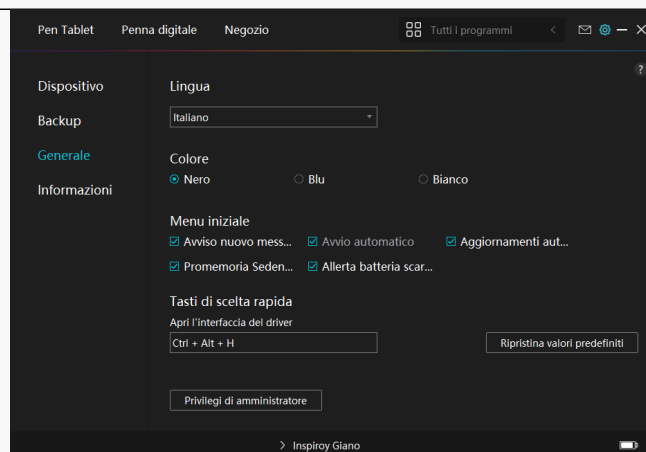 Pen Tablet Penna digitale Negozio Tutti i programmi
?
Dispositivo
Backup
Generale
Informazioni
Lingua
Italiano
Colore
Nero Blu Bianco
Menu iniziale
Avviso nuovo mess... Avvio automatico Aggiornamenti aut...
Promemoria Seden... Allerta batteria scar...
Tasti di scelta rapida
Apri l'interfaccia del driver
Ctrl + Alt + H Ripristina valori predefiniti
Privilegi di amministratore
Inspiroy Giano